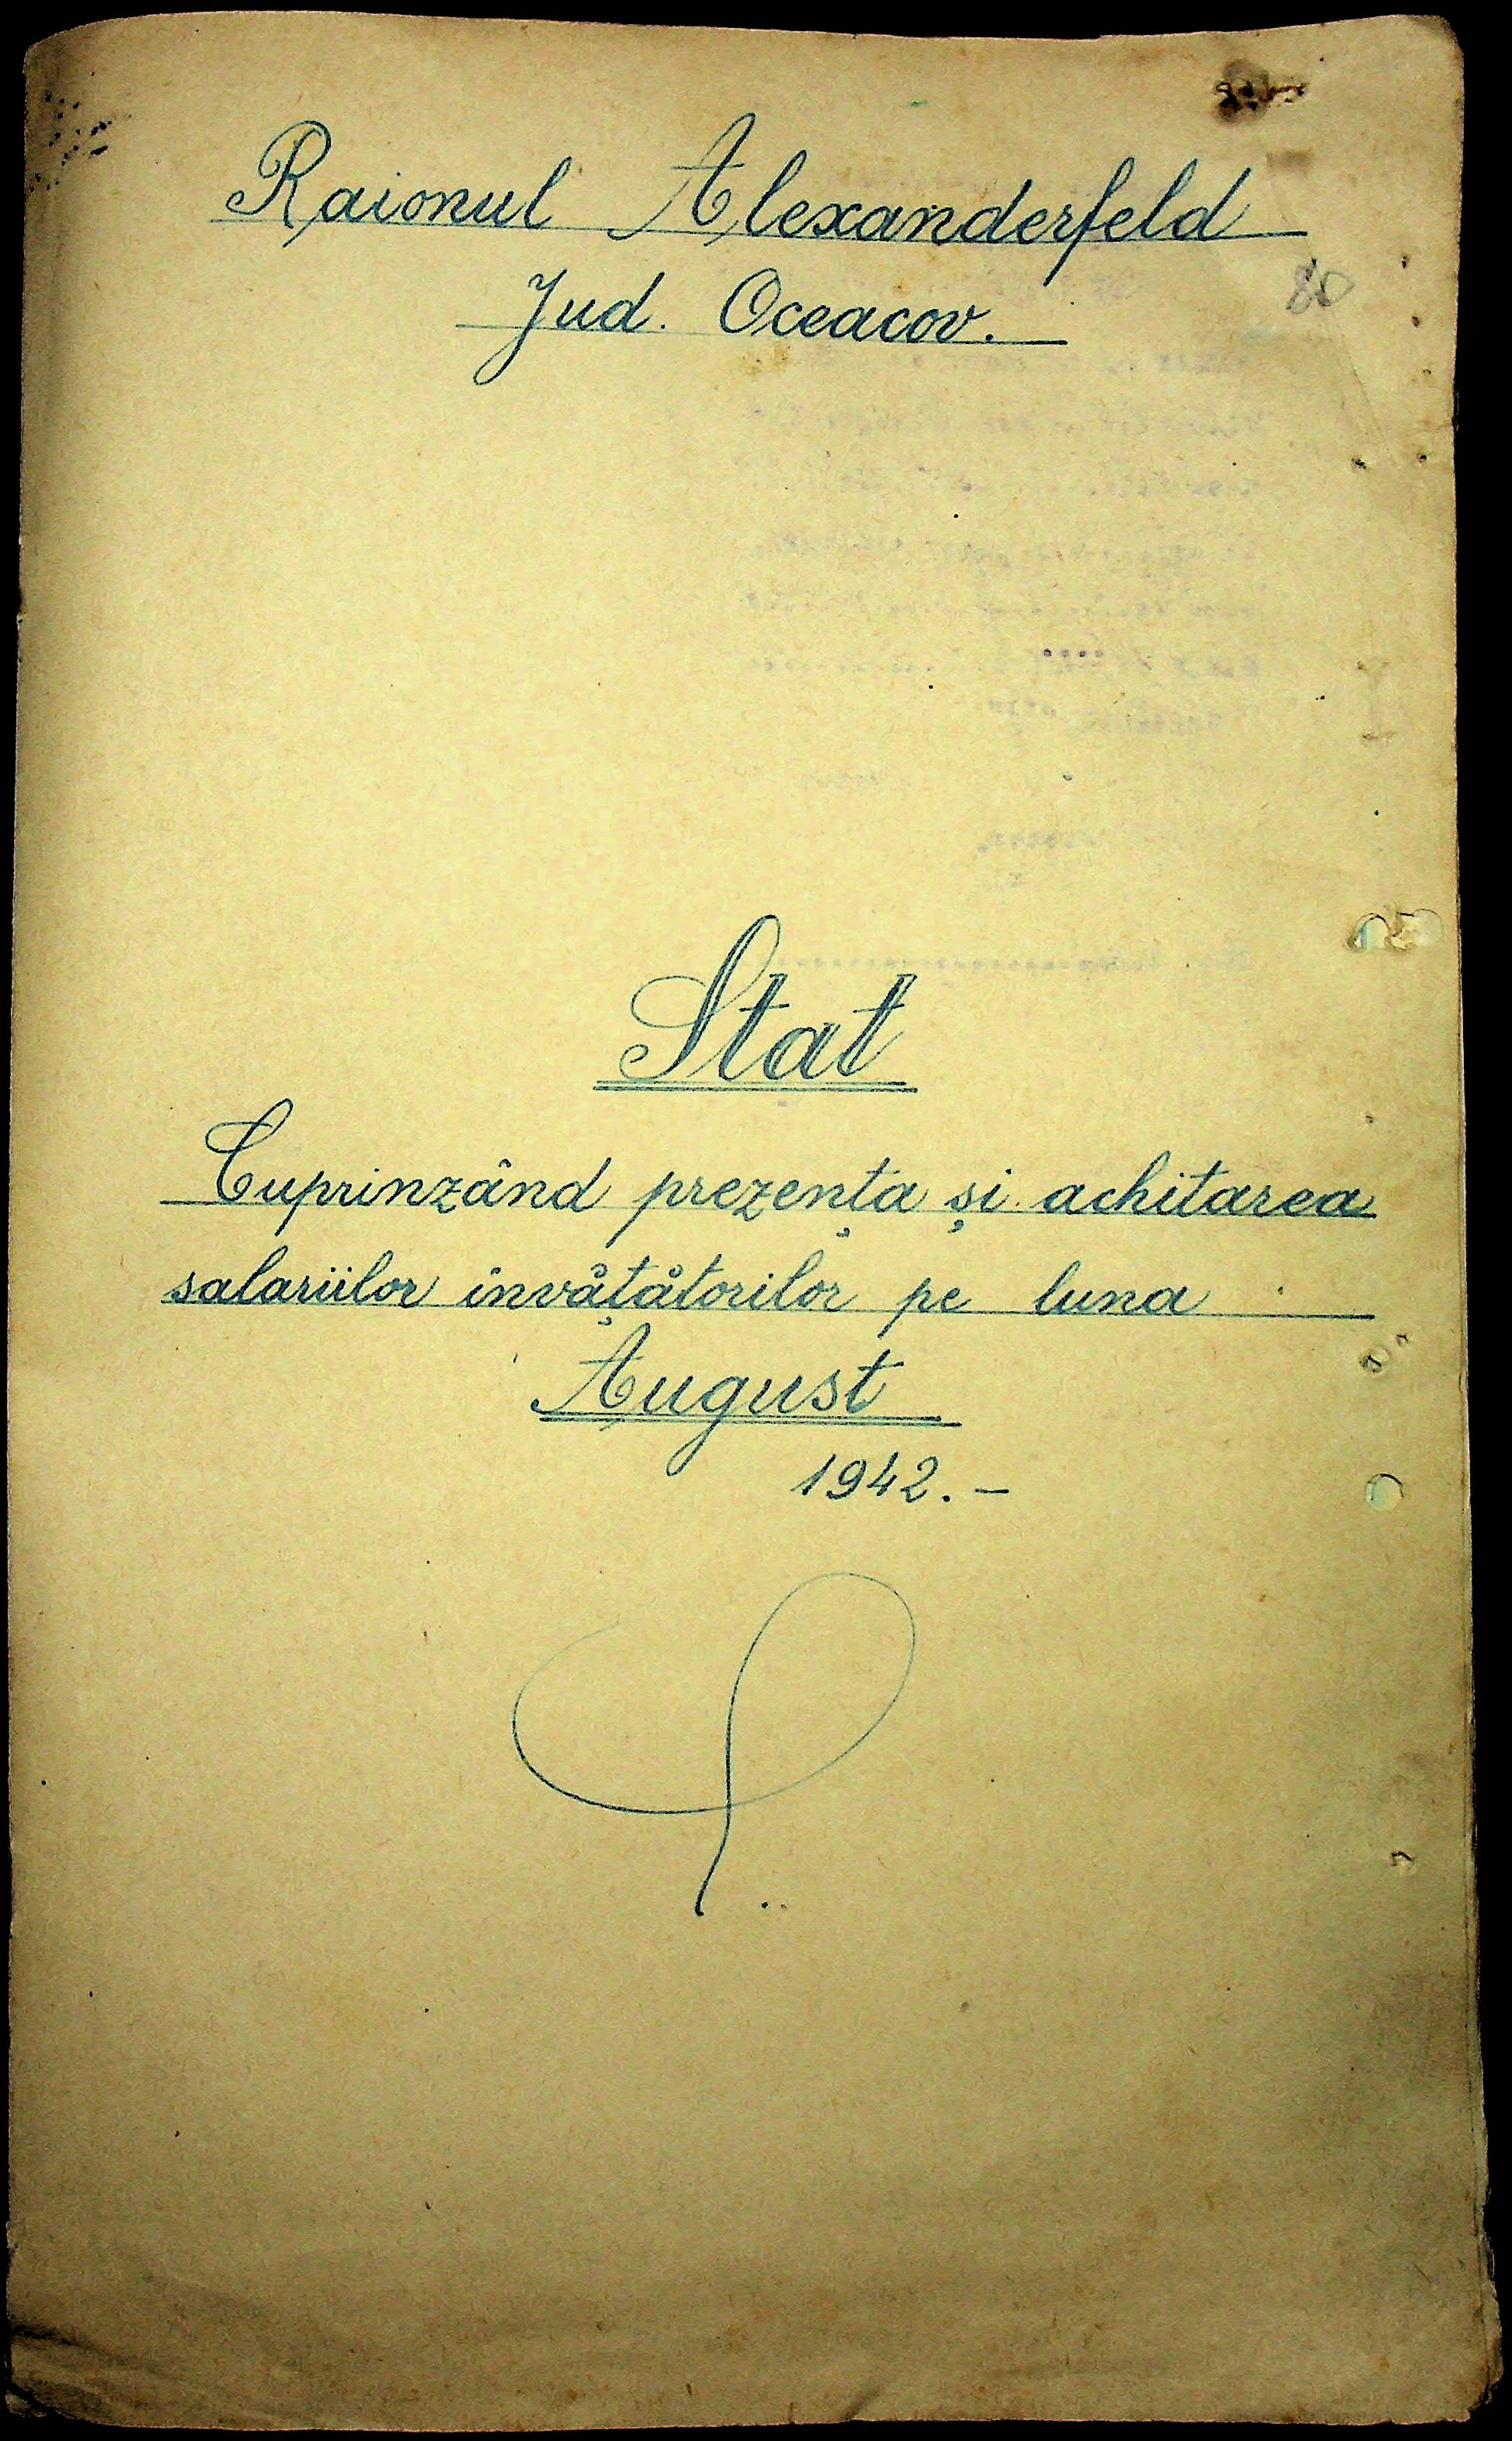 Raionul Alexanderfeld
80
Jud. Oceacov.
Stat
Cuprinzând prezența și achitarea
salariilor învățătorilor pe luna
August
1942. —